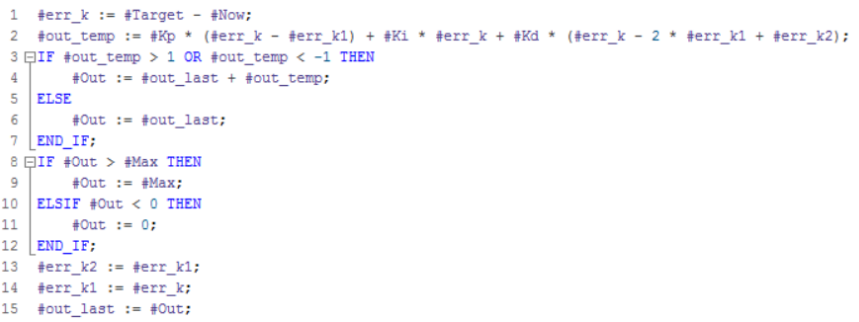 1 #err_k := #Target - #Now;
2 #out_temp := #Kp * (#err_k - #err_k1) + #Ki * #err_k + #Kd * (#err_k - 2 * #err_k1 + #err_k2);
3 IF #out_temp > 1 OR #out_temp < -1 THEN
4 #Out := #out_last + #out_temp;
5 ELSE
6 #Out := #out_last;
7 END_IF;
8 IF #Out > #Max THEN
9 #Out := #Max;
10 ELSIF #Out < 0 THEN
11 #Out := 0;
12 END_IF;
13 #err_k2 := #err_k1;
14 #err_k1 := #err_k;
15 #out_last := #Out;